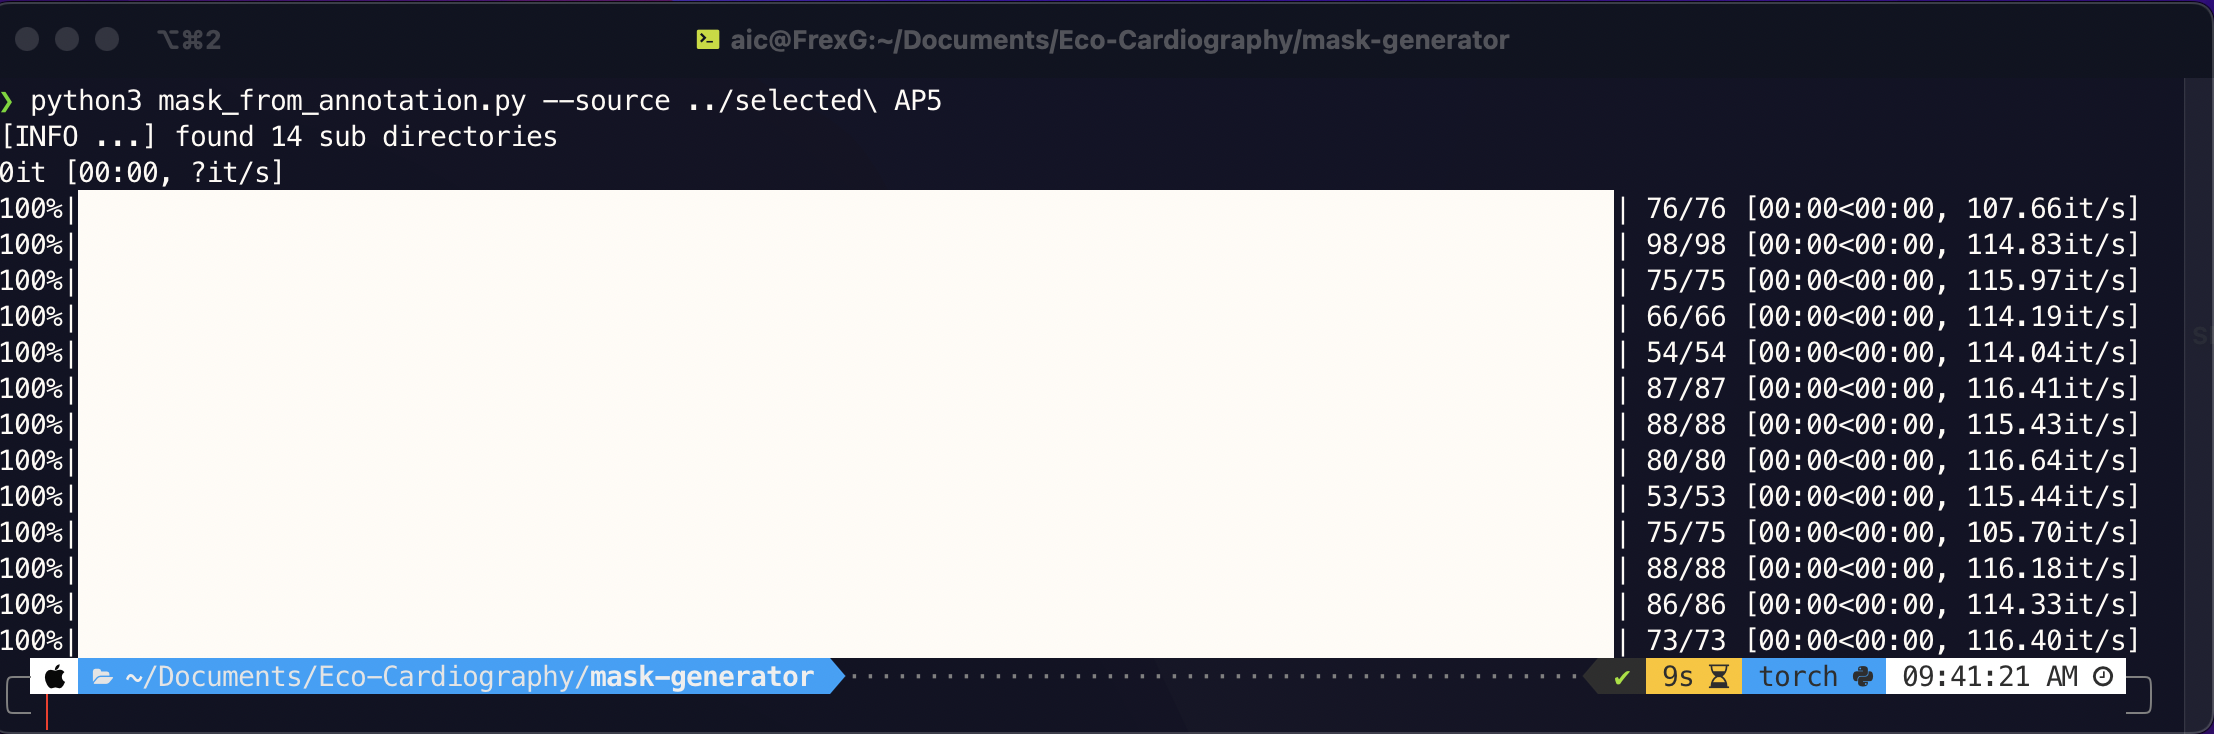 ⌥⌘2
aic@FrexG:~/Documents/Eco-Cardiography/mask-generator
❯ python3 mask_from_annotation.py --source ../selected\ AP5
[INFO ...] found 14 sub directories
0it [00:00, ?it/s]
100%| | 76/76 [00:00<00:00, 107.66it/s]
100%| | 98/98 [00:00<00:00, 114.83it/s]
100%| | 75/75 [00:00<00:00, 115.97it/s]
100%| | 66/66 [00:00<00:00, 114.19it/s]
100%| | 54/54 [00:00<00:00, 114.04it/s]
100%| | 87/87 [00:00<00:00, 116.41it/s]
100%| | 88/88 [00:00<00:00, 115.43it/s]
100%| | 80/80 [00:00<00:00, 116.64it/s]
100%| | 53/53 [00:00<00:00, 115.44it/s]
100%| | 75/75 [00:00<00:00, 105.70it/s]
100%| | 88/88 [00:00<00:00, 116.18it/s]
100%| | 86/86 [00:00<00:00, 114.33it/s]
100%| | 73/73 [00:00<00:00, 116.40it/s]
~/Documents/Eco-Cardiography/mask-generator ✔ 9s torch 09:41:21 AM